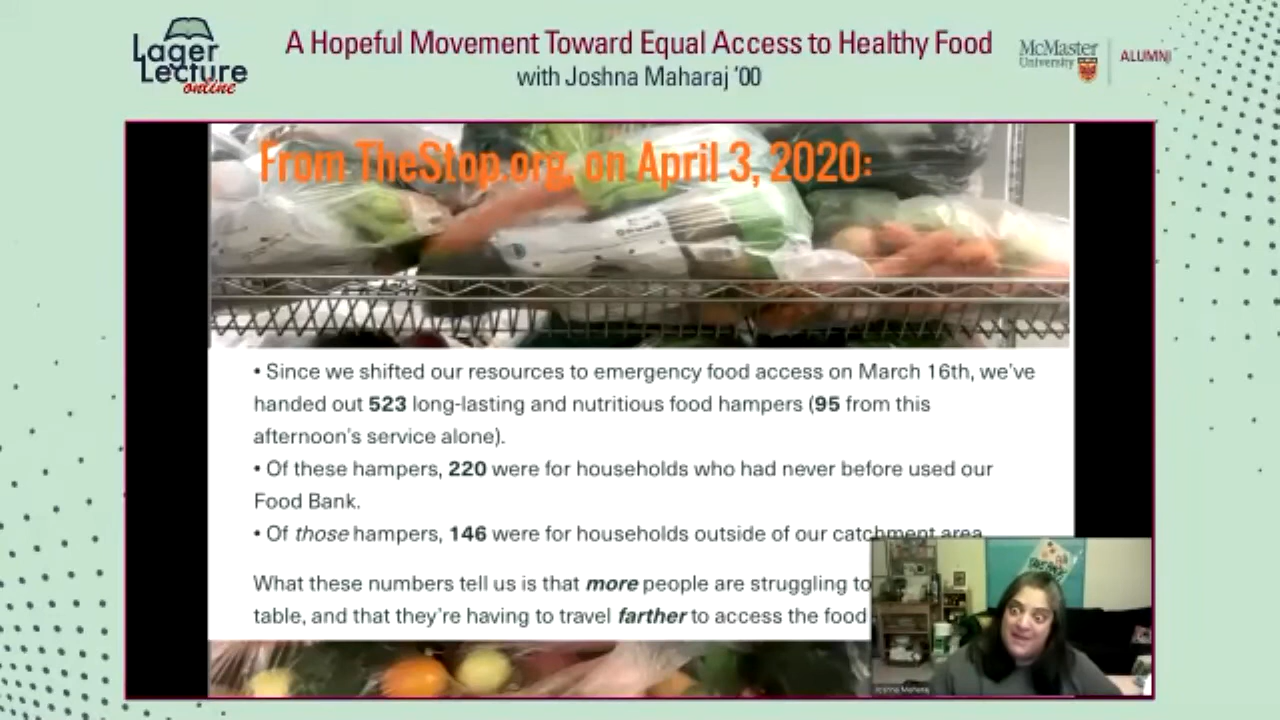 Lager
Lecture
online
A Hopeful Movement Toward Equal Access to Healthy Food
with Joshna Maharaj '00
McMaster
University
ALUMNI
From TheStop.org, on April 3, 2020:
• Since we shifted our resources to emergency food access on March 16th, we've
handed out 523 long-lasting and nutritious food hampers (95 from this
afternoon's service alone).
• Of these hampers, 220 were for households who had never before used our
Food Bank.
• Of those hampers, 146 were for households outside of our catchment area
What these numbers tell us is that more people are struggling to
table, and that they're having to travel farther to access the food
Joshna Maharaj